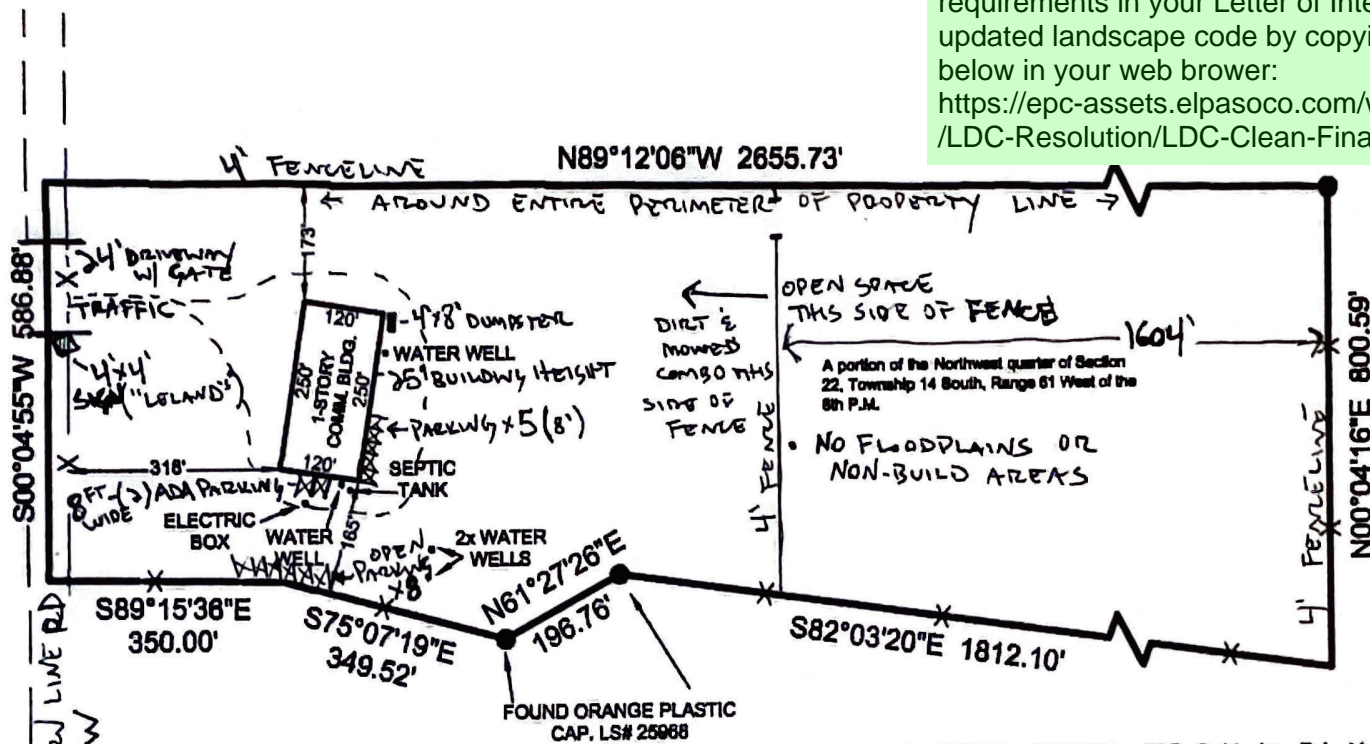 requirements in your Letter of Inte
updated landscape code by copyi
below in your web brower:
https://epc-assets.elpasoco.com/
/LDC-Resolution/LDC-Clean-Fina
4' FENCELINE
N89°12'06"W 2655.73'
← AROUND ENTIRE PERIMETER OF PROPERTY LINE →
S00°04'55"W 586.88'
24' DRIVEWAY
W/ GATE
TRAFFIC
4'x4'
SIGN ("LELAND'S")
173'
120'
250'
1-STORY
COMM. BLDG.
250'
120'
4'x8' DUMPSTER
WATER WELL
25' BUILDING HEIGHT
← PARKING x5 (8')
SEPTIC
TANK
318'
8 FT-(2) ADA PARKING
WIDE
ELECTRIC
BOX
WATER
WELL
165'
OPEN
PARKING
x8
2x WATER
WELLS
DIRT &
MOWED
COMBO THIS
SIDE OF
FENCE
4' FENCE
OPEN SPACE
THIS SIDE OF FENCE
1604'
A portion of the Northwest quarter of Section
22, Township 14 South, Range 61 West of the
6th P.M.
• NO FLOODPLAINS OR
NON-BUILD AREAS
4' FENCELINE
N00°04'16"E 800.59'
S89°15'36"E
350.00'
S75°07'19"E
349.52'
N61°27'26"E
196.76'
S82°03'20"E 1812.10'
FOUND ORANGE PLASTIC
CAP. LS# 25968
LINE RD